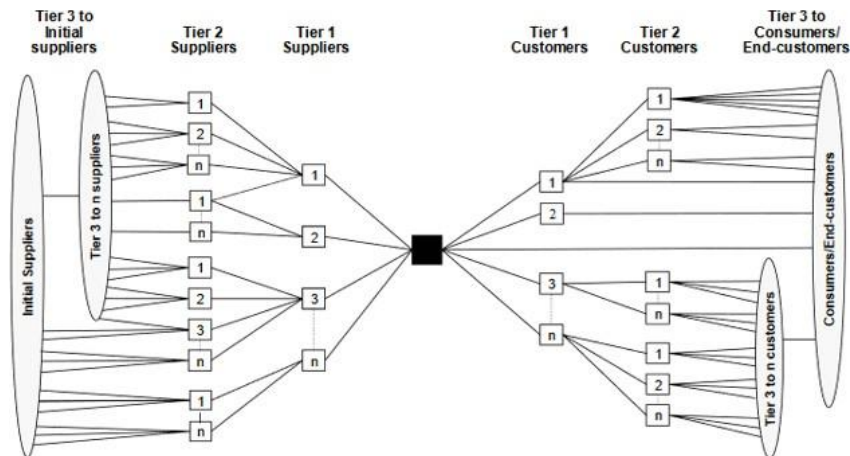 Tier 3 to
Initial
suppliers
Tier 2
Suppliers
Tier 1
Suppliers
Tier 1
Customers
Tier 2
Customers
Tier 3 to
Consumers/
End-customers
Initial Suppliers
Tier 3 to n suppliers
1
2
n
1
n
1
2
3
n
1
n
1
2
3
n
1
2
3
n
1
2
n
1
n
1
2
n
Tier 3 to n customers
Consumers/End-customers